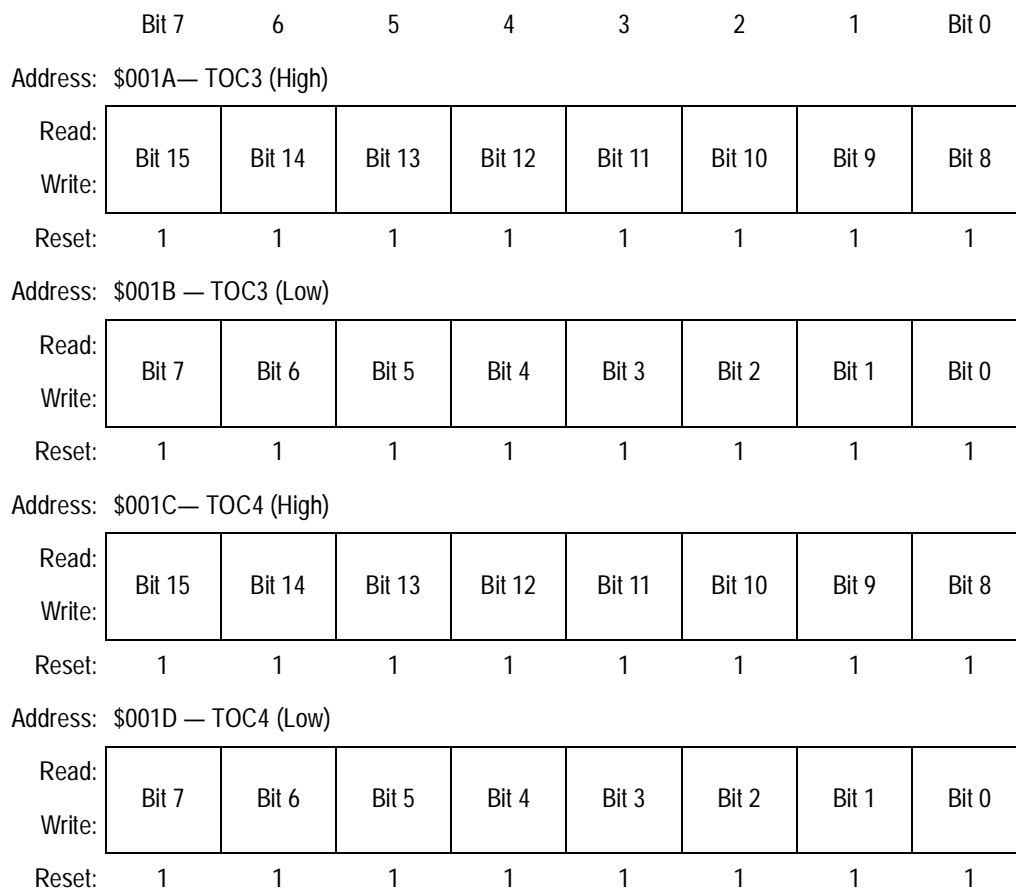 Bit 7 6 5 4 3 2 1 Bit 0
Address: $001A— TOC3 (High)
Read:
Bit 15 Bit 14 Bit 13 Bit 12 Bit 11 Bit 10 Bit 9 Bit 8
Write:
Reset: 1 1 1 1 1 1 1 1
Address: $001B — TOC3 (Low)
Read:
Bit 7 Bit 6 Bit 5 Bit 4 Bit 3 Bit 2 Bit 1 Bit 0
Write:
Reset: 1 1 1 1 1 1 1 1
Address: $001C— TOC4 (High)
Read:
Bit 15 Bit 14 Bit 13 Bit 12 Bit 11 Bit 10 Bit 9 Bit 8
Write:
Reset: 1 1 1 1 1 1 1 1
Address: $001D — TOC4 (Low)
Read:
Bit 7 Bit 6 Bit 5 Bit 4 Bit 3 Bit 2 Bit 1 Bit 0
Write:
Reset: 1 1 1 1 1 1 1 1